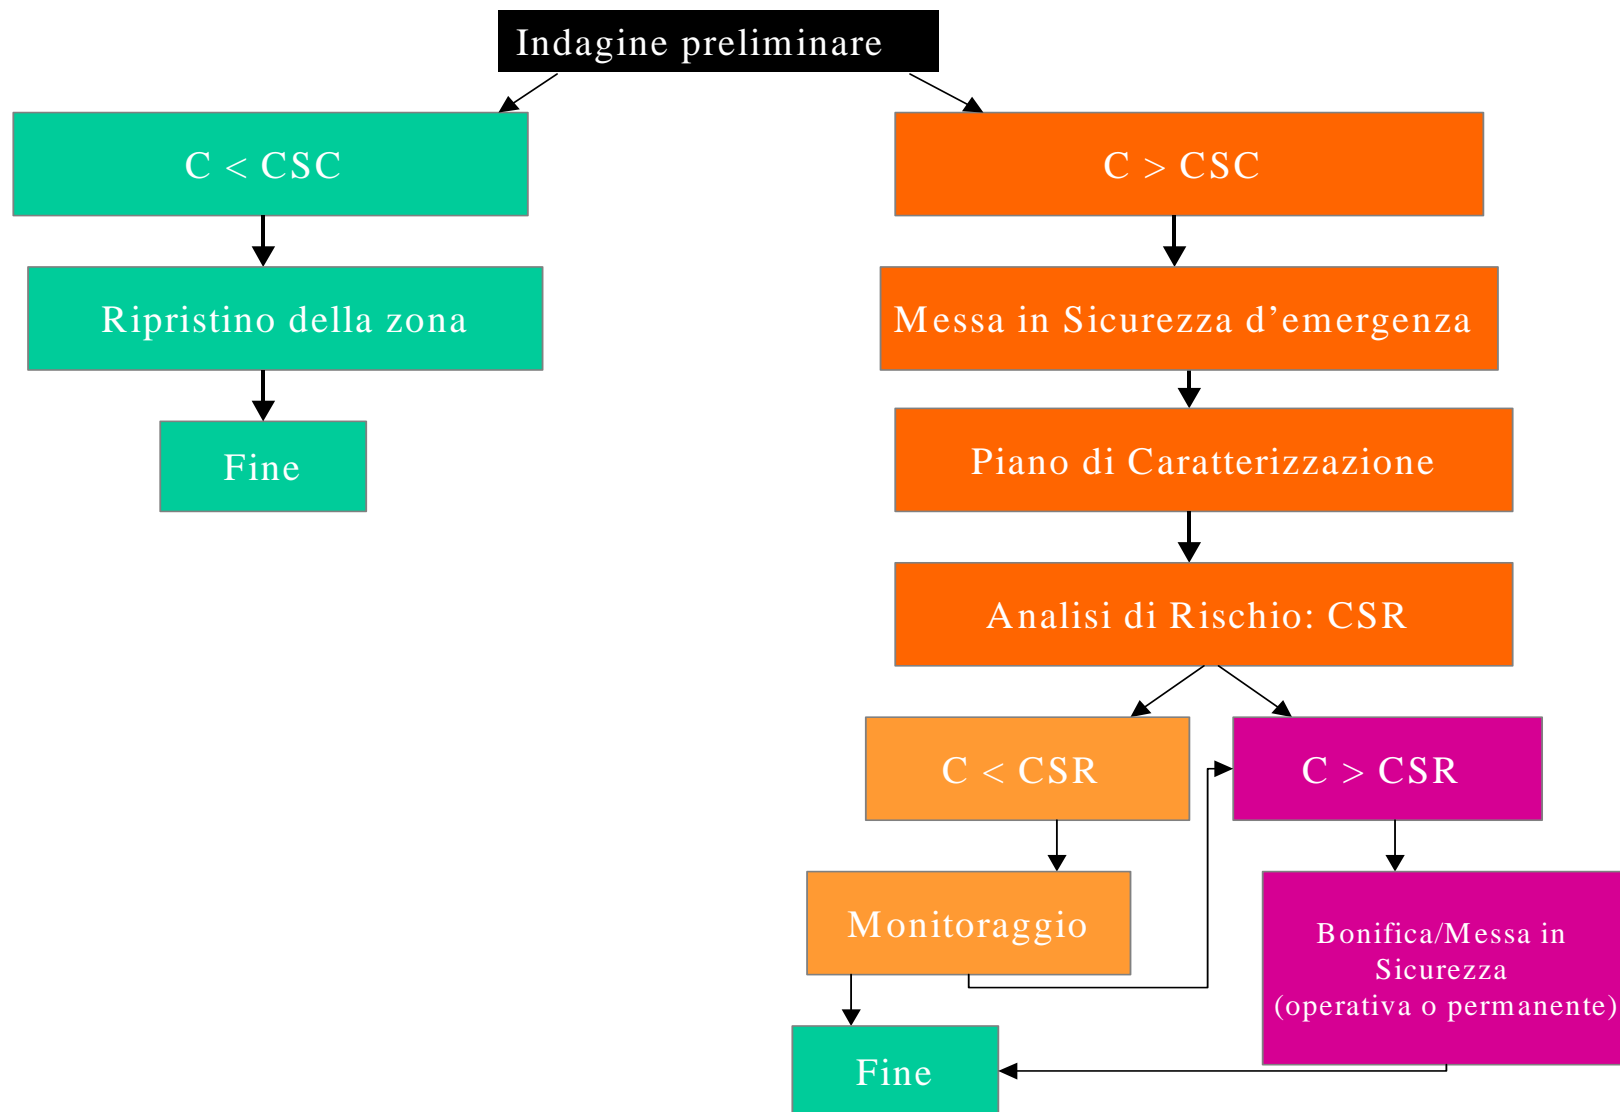 Indagine preliminare
C < CSC
C > CSC
Ripristino della zona
Messa in Sicurezza d’emergenza
Fine
Piano di Caratterizzazione
Analisi di Rischio: CSR
C < CSR
C > CSR
Monitoraggio
Bonifica/Messa in
Sicurezza
(operativa o permanente)
Fine